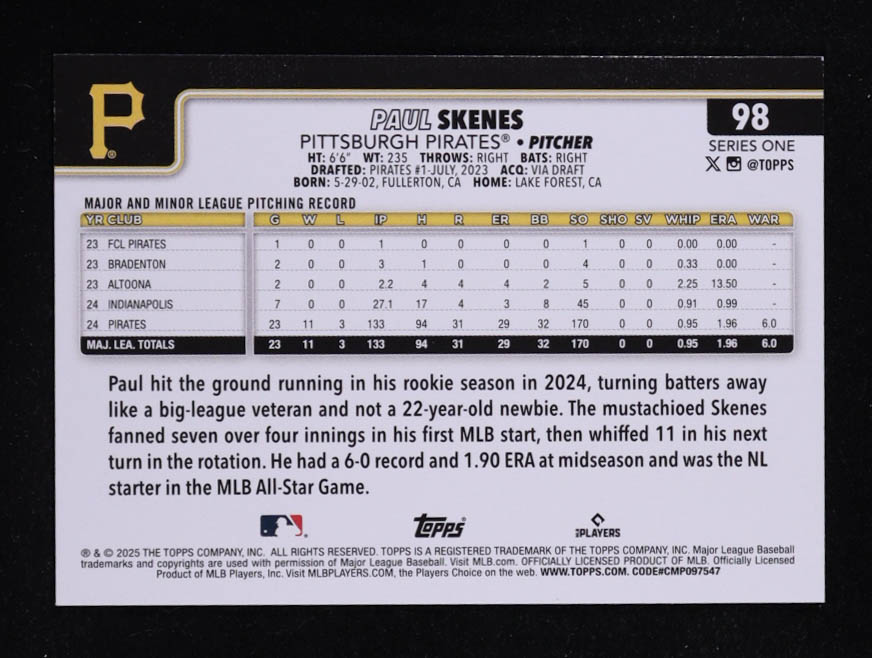 P®
98
PAUL SKENES
PITTSBURGH PIRATES® • PITCHER
SERIES ONE
HT: 6'6" WT: 235 THROWS: RIGHT BATS: RIGHT
X @TOPPS
DRAFTED: PIRATES #1-JULY, 2023 ACQ: VIA DRAFT
BORN: 5-29-02, FULLERTON, CA HOME: LAKE FOREST, CA
MAJOR AND MINOR LEAGUE PITCHING RECORD
YR CLUB G W L IP H R ER BB SO SHO SV WHIP ERA WAR
23 FCL PIRATES 1 0 0 1 0 0 0 0 1 0 0 0.00 0.00 -
23 BRADENTON 2 0 0 3 1 0 0 0 4 0 0 0.33 0.00 -
23 ALTOONA 2 0 0 2.2 4 4 4 2 5 0 0 2.25 13.50 -
24 INDIANAPOLIS 7 0 0 27.1 17 4 3 8 45 0 0 0.91 0.99 -
24 PIRATES 23 11 3 133 94 31 29 32 170 0 0 0.95 1.96 6.0
MAJ. LEA. TOTALS 23 11 3 133 94 31 29 32 170 0 0 0.95 1.96 6.0
Paul hit the ground running in his rookie season in 2024, turning batters away
like a big-league veteran and not a 22-year-old newbie. The mustachioed Skenes
fanned seven over four innings in his first MLB start, then whiffed 11 in his next
turn in the rotation. He had a 6-0 record and 1.90 ERA at midseason and was the NL
starter in the MLB All-Star Game.
Topps®
MLB PLAYERS
® & © 2025 THE TOPPS COMPANY, INC. ALL RIGHTS RESERVED. TOPPS IS A REGISTERED TRADEMARK OF THE TOPPS COMPANY, INC. Major League Baseball
trademarks and copyrights are used with permission of Major League Baseball. Visit MLB.com. OFFICIALLY LICENSED PRODUCT OF MLB. Officially Licensed
Product of MLB Players, Inc. Visit MLBPLAYERS.COM, the Players Choice on the web. WWW.TOPPS.COM. CODE#CMP097547